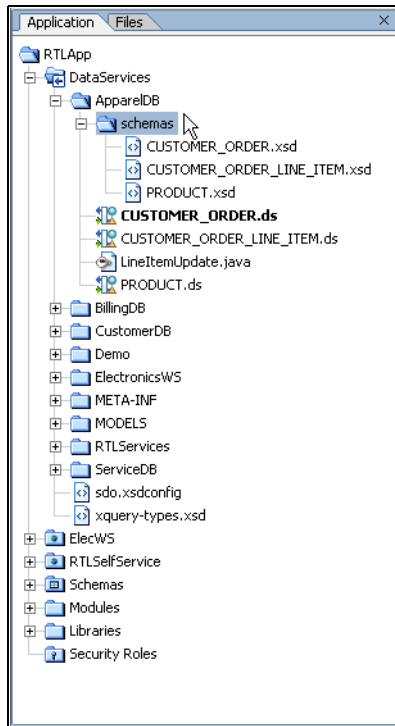 Application Files
RTLApp
DataServices
ApparelDB
schemas
CUSTOMER_ORDER.xsd
CUSTOMER_ORDER_LINE_ITEM.xsd
PRODUCT.xsd
CUSTOMER_ORDER.ds
CUSTOMER_ORDER_LINE_ITEM.ds
LineItemUpdate.java
PRODUCT.ds
BillingDB
CustomerDB
Demo
ElectronicsWS
META-INF
MODELS
RTLServices
ServiceDB
sdo.xsdconfig
xquery-types.xsd
ElecWS
RTLSelfService
Schemas
Modules
Libraries
Security Roles